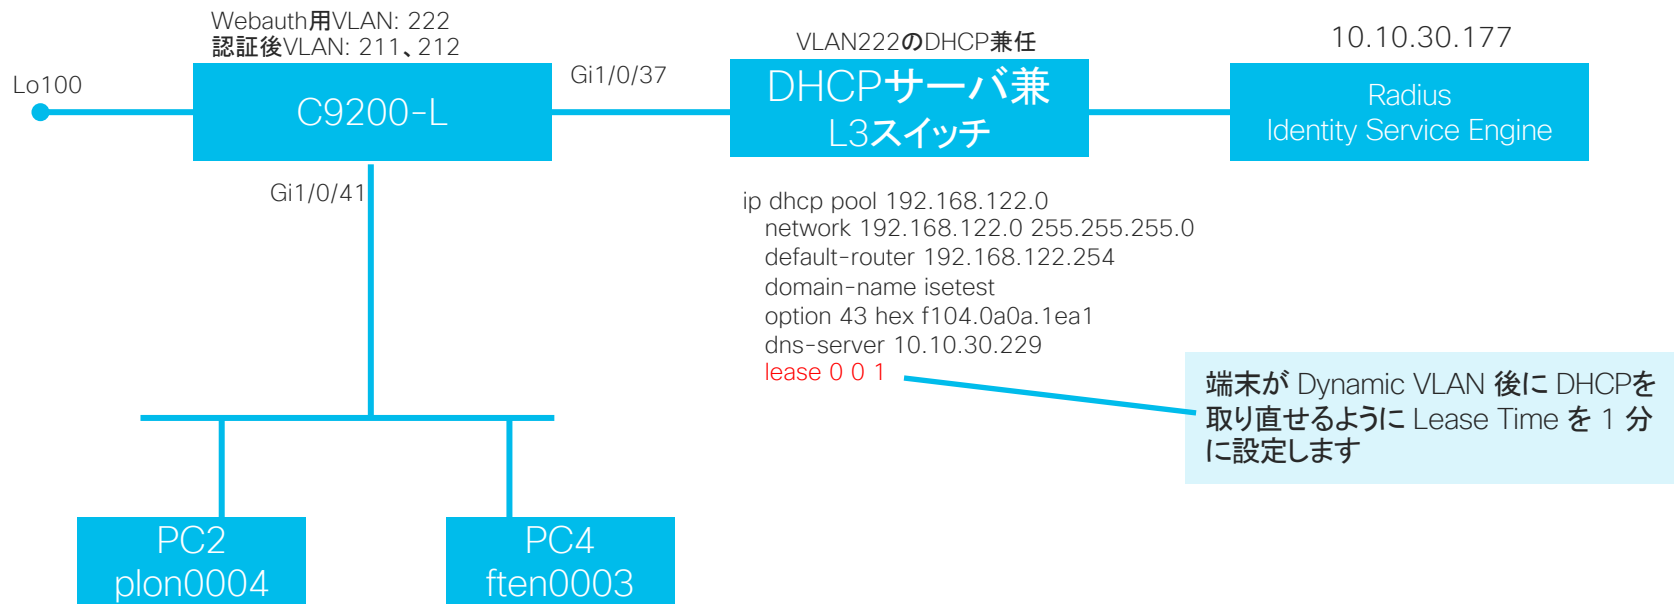 Webauth用VLAN: 222
認証後VLAN: 211、212
Lo100
C9200-L
Gi1/0/37
VLAN222のDHCP兼任
DHCPサーバ兼
L3スイッチ
10.10.30.177
Radius
Identity Service Engine
Gi1/0/41
ip dhcp pool 192.168.122.0
network 192.168.122.0 255.255.255.0
default-router 192.168.122.254
domain-name isetest
option 43 hex f104.0a0a.1ea1
dns-server 10.10.30.229
lease 0 0 1
端末が Dynamic VLAN 後に DHCPを
取り直せるように Lease Time を 1 分
に設定します
PC2
plon0004
PC4
ften0003